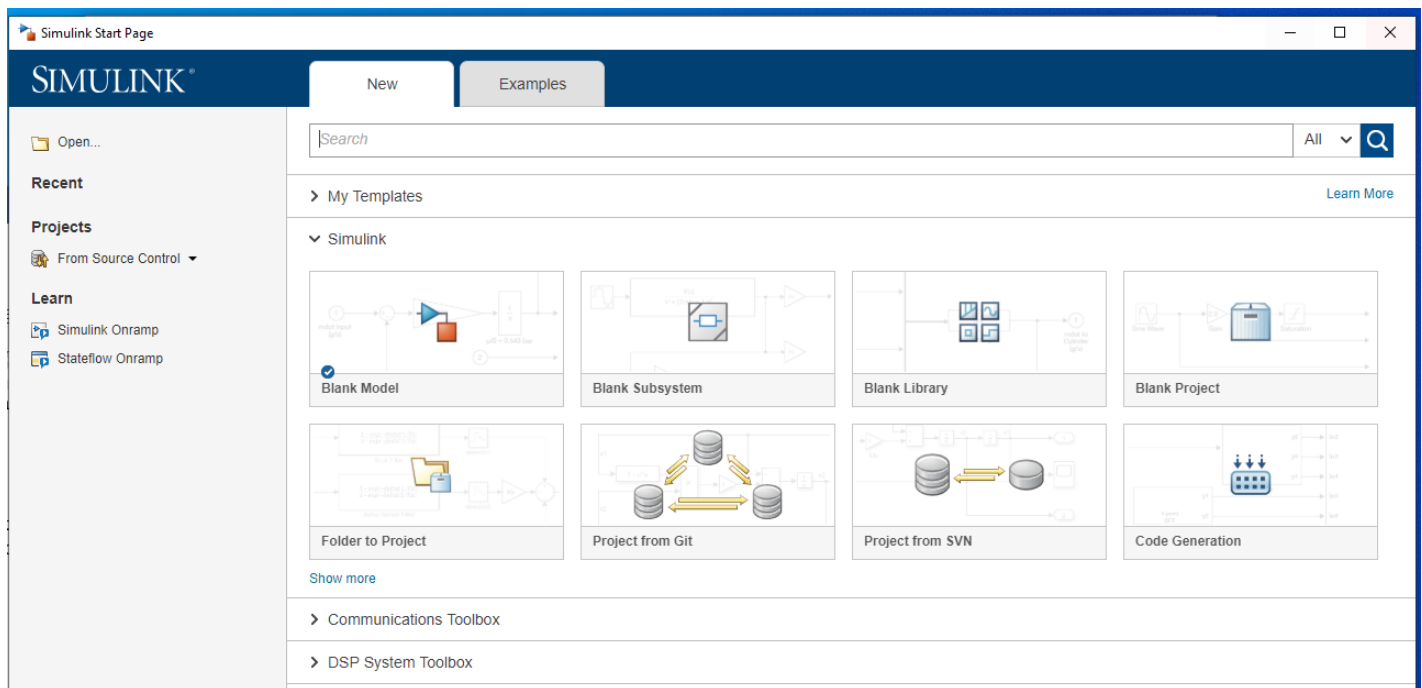 Simulink Start Page
SIMULINK®
New
Examples
Open...
Recent
Projects
From Source Control
Learn
Simulink Onramp
Stateflow Onramp
Search
All
My Templates
Learn More
Simulink
Blank Model
Blank Subsystem
Blank Library
Blank Project
Folder to Project
Project from Git
Project from SVN
Code Generation
Show more
Communications Toolbox
DSP System Toolbox